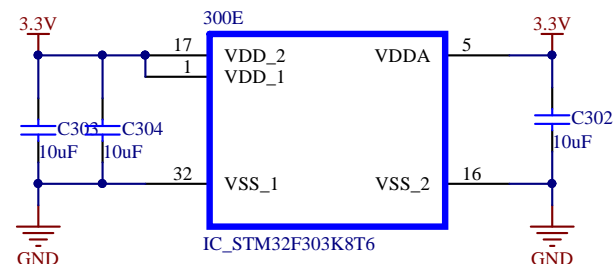 3.3V
300E
3.3V
17
VDD_2
VDDA
5
1
VDD_1
C303
C304
C302
10uF
10uF
10uF
32
VSS_1
VSS_2
16
IC_STM32F303K8T6
GND
GND